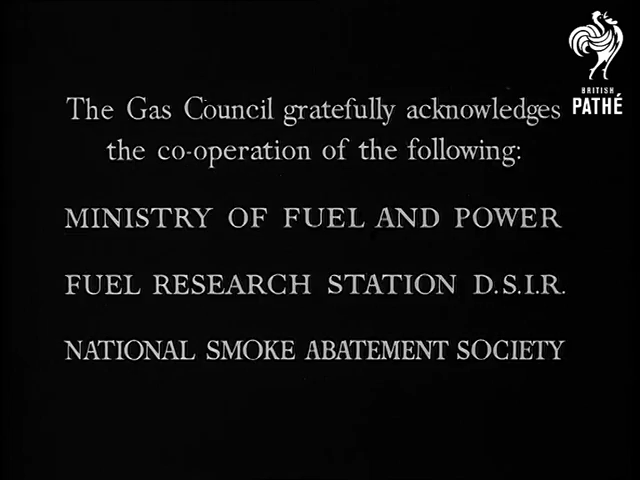 BRITISH
PATHÉ
The Gas Council gratefully acknowledges
the co-operation of the following:
MINISTRY OF FUEL AND POWER
FUEL RESEARCH STATION D.S.I.R.
NATIONAL SMOKE ABATEMENT SOCIETY